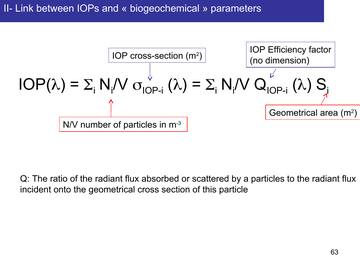 II- Link between IOPs and « biogeochemical » parameters
IOP cross-section (m²)
IOP Efficiency factor
(no dimension)
IOP(λ) = Σi Ni/V σIOP-i (λ) = Σi Ni/V QIOP-i (λ) Si
Geometrical area (m²)
N/V number of particles in m-3
Q: The ratio of the radiant flux absorbed or scattered by a particles to the radiant flux
incident onto the geometrical cross section of this particle
63